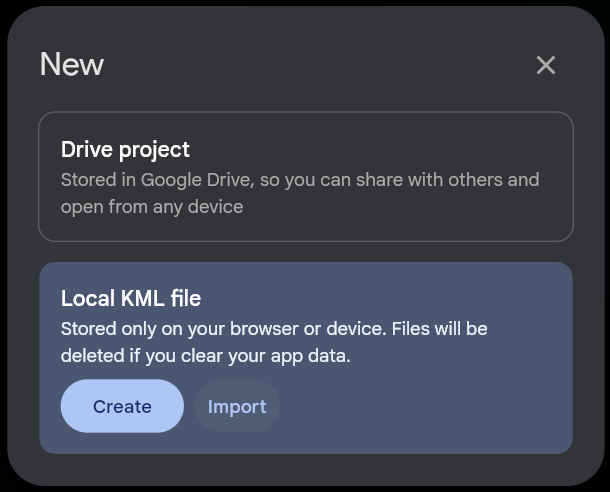 New
Drive project
Stored in Google Drive, so you can share with others and
open from any device
Local KML file
Stored only on your browser or device. Files will be
deleted if you clear your app data.
Create
Import